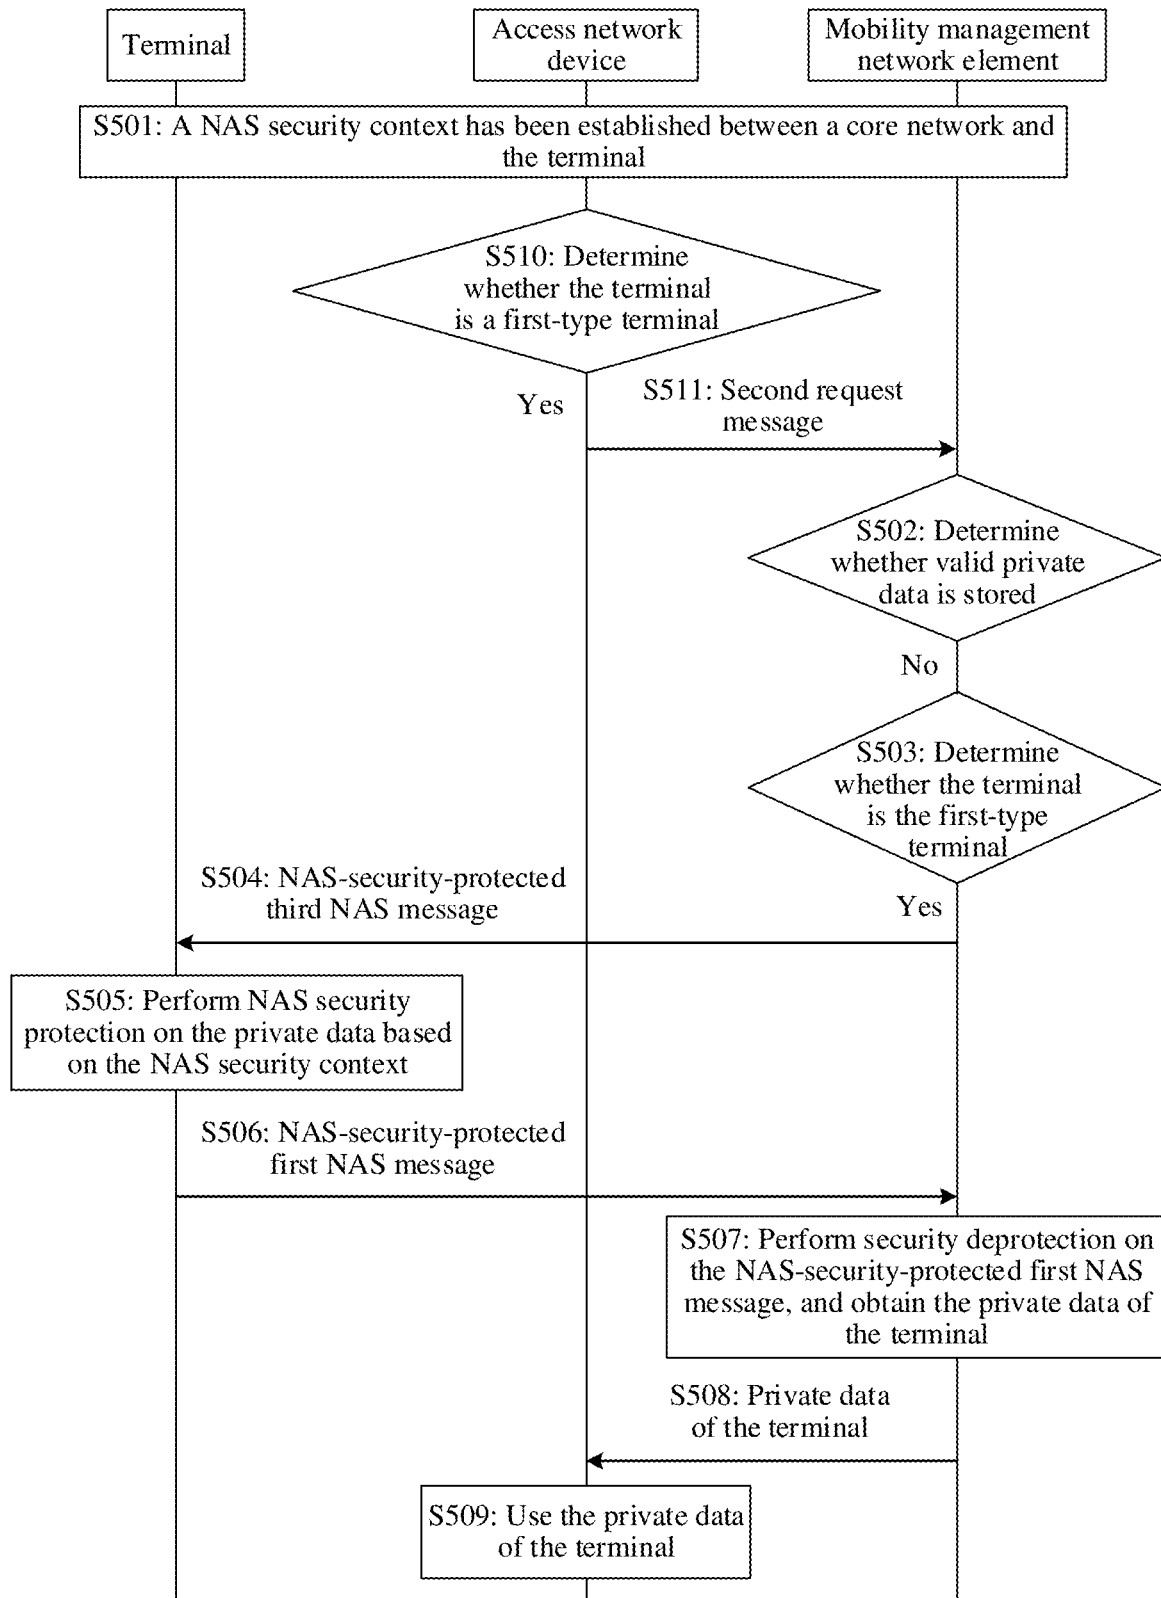 Terminal
Access network
device
Mobility management
network element
S501: A NAS security context has been established between a core network and
the terminal
S510: Determine
whether the terminal
is a first-type terminal
Yes
S511: Second request
message
S502: Determine
whether valid private
data is stored
No
S503: Determine
whether the terminal
is the first-type
terminal
Yes
S504: NAS-security-protected
third NAS message
S505: Perform NAS security
protection on the private data based
on the NAS security context
S506: NAS-security-protected
first NAS message
S507: Perform security deprotection on
the NAS-security-protected first NAS
message, and obtain the private data of
the terminal
S508: Private data
of the terminal
S509: Use the private data
of the terminal